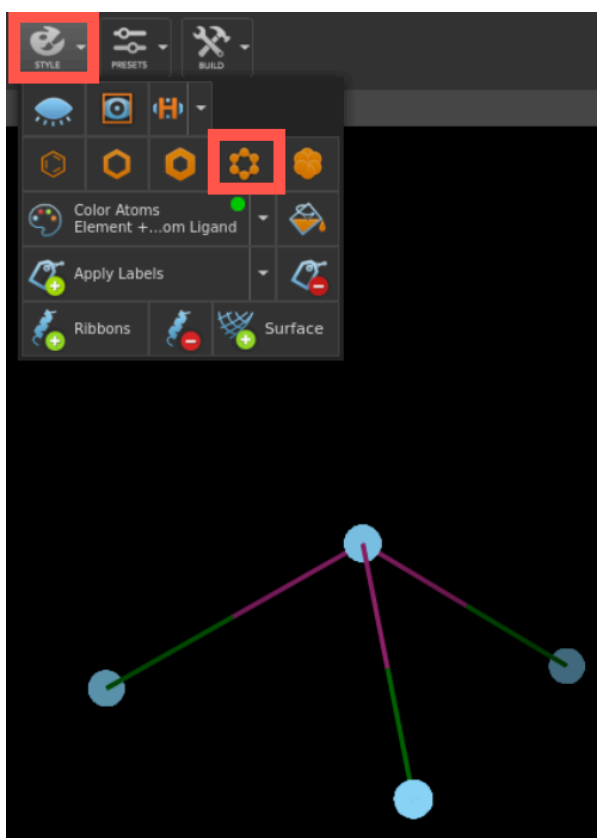 STYLE
PRESETS
BUILD
Color Atoms
Element +...om Ligand
Apply Labels
Ribbons
Surface